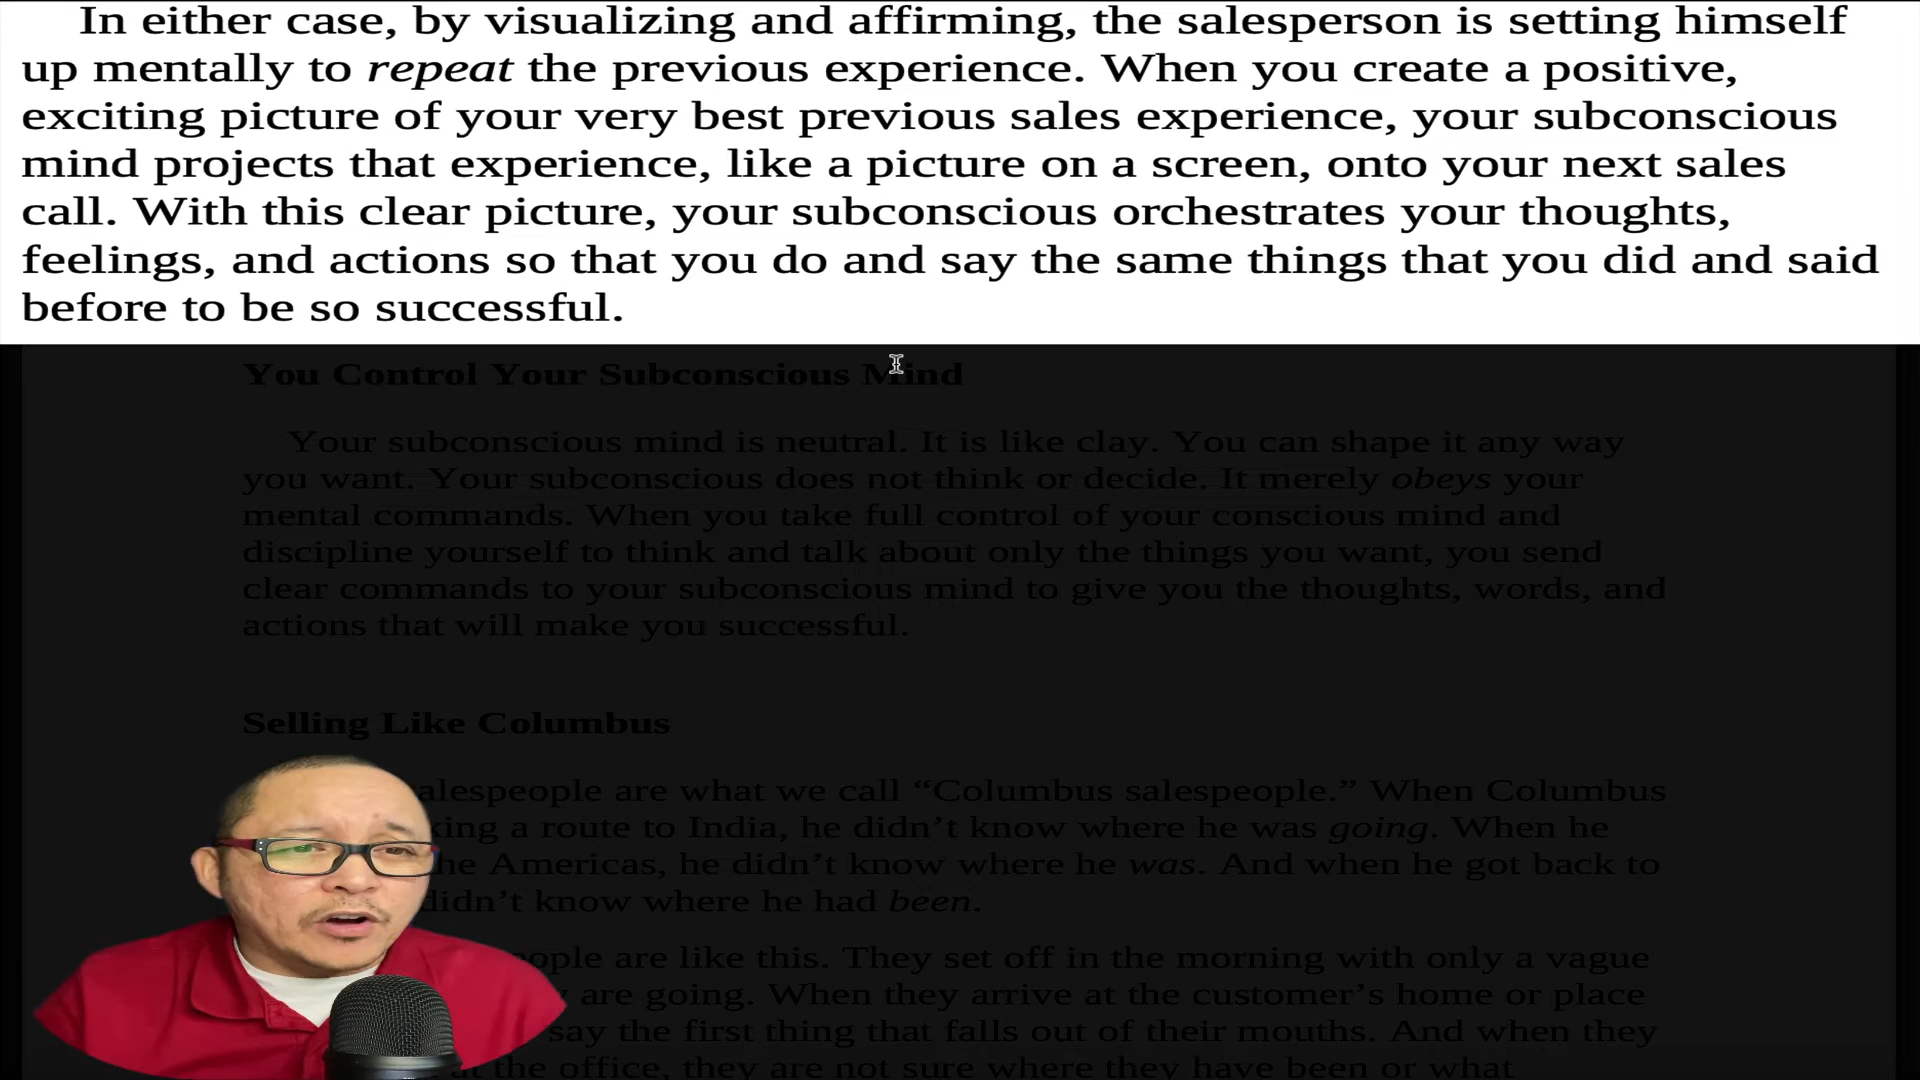 In either case, by visualizing and affirming, the salesperson is setting himself
up mentally to repeat the previous experience. When you create a positive,
exciting picture of your very best previous sales experience, your subconscious
mind projects that experience, like a picture on a screen, onto your next sales
call. With this clear picture, your subconscious orchestrates your thoughts,
feelings, and actions so that you do and say the same things that you did and said
before to be so successful.
You Control Your Subconscious Mind
Your subconscious mind is neutral. It is like clay. You can shape it any way
you want. Your subconscious does not think or decide. It merely obeys your
mental commands. When you take full control of your conscious mind and
discipline yourself to think and talk about only the things you want, you send
clear commands to your subconscious mind to give you the thoughts, words, and
actions that will make you successful.
Selling Like Columbus
salespeople are what we call “Columbus salespeople.” When Columbus
a route to India, he didn’t know where he was going. When he
the Americas, he didn’t know where he was. And when he got back to
didn’t know where he had been.
are like this. They set off in the morning with only a vague
are going. When they arrive at the customer’s home or place
say the first thing that falls out of their mouths. And when they
at the office, they are not sure where they have been or what